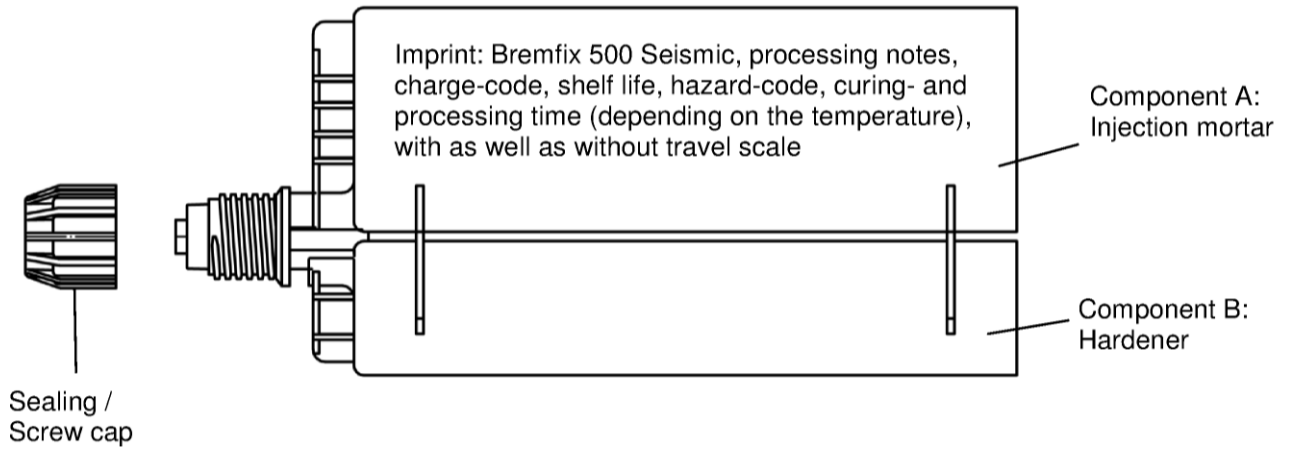 Imprint: Bremfix 500 Seismic, processing notes,
charge-code, shelf life, hazard-code, curing- and
processing time (depending on the temperature),
with as well as without travel scale
Component A:
Injection mortar
Component B:
Hardener
Sealing /
Screw cap